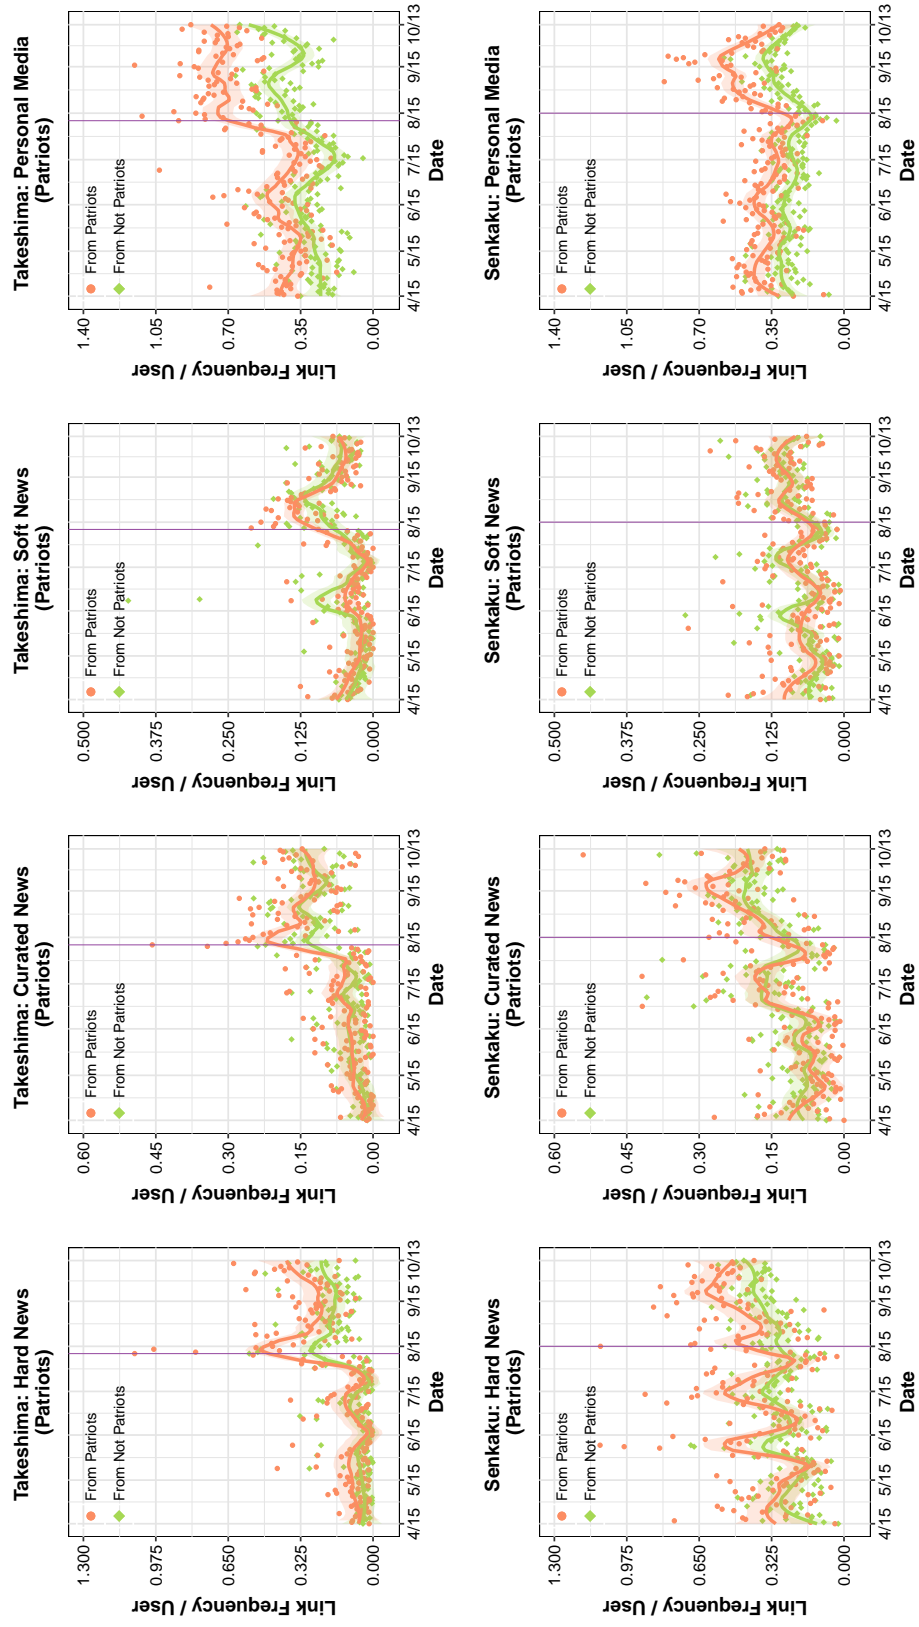 Takeshima: Hard News
(Patriots)
Link Frequency / User
1.300
0.975
0.650
0.325
0.000
From Patriots
From Not Patriots
4/15 5/15 6/15 7/15 8/15 9/15 10/13
Date
Takeshima: Curated News
(Patriots)
Link Frequency / User
0.60
0.45
0.30
0.15
0.00
From Patriots
From Not Patriots
4/15 5/15 6/15 7/15 8/15 9/15 10/13
Date
Takeshima: Soft News
(Patriots)
Link Frequency / User
0.500
0.375
0.250
0.125
0.000
From Patriots
From Not Patriots
4/15 5/15 6/15 7/15 8/15 9/15 10/13
Date
Takeshima: Personal Media
(Patriots)
Link Frequency / User
1.40
1.05
0.70
0.35
0.00
From Patriots
From Not Patriots
4/15 5/15 6/15 7/15 8/15 9/15 10/13
Date
Senkaku: Hard News
(Patriots)
Link Frequency / User
1.300
0.975
0.650
0.325
0.000
From Patriots
From Not Patriots
4/15 5/15 6/15 7/15 8/15 9/15 10/13
Date
Senkaku: Curated News
(Patriots)
Link Frequency / User
0.60
0.45
0.30
0.15
0.00
From Patriots
From Not Patriots
4/15 5/15 6/15 7/15 8/15 9/15 10/13
Date
Senkaku: Soft News
(Patriots)
Link Frequency / User
0.500
0.375
0.250
0.125
0.000
From Patriots
From Not Patriots
4/15 5/15 6/15 7/15 8/15 9/15 10/13
Date
Senkaku: Personal Media
(Patriots)
Link Frequency / User
1.40
1.05
0.70
0.35
0.00
From Patriots
From Not Patriots
4/15 5/15 6/15 7/15 8/15 9/15 10/13
Date